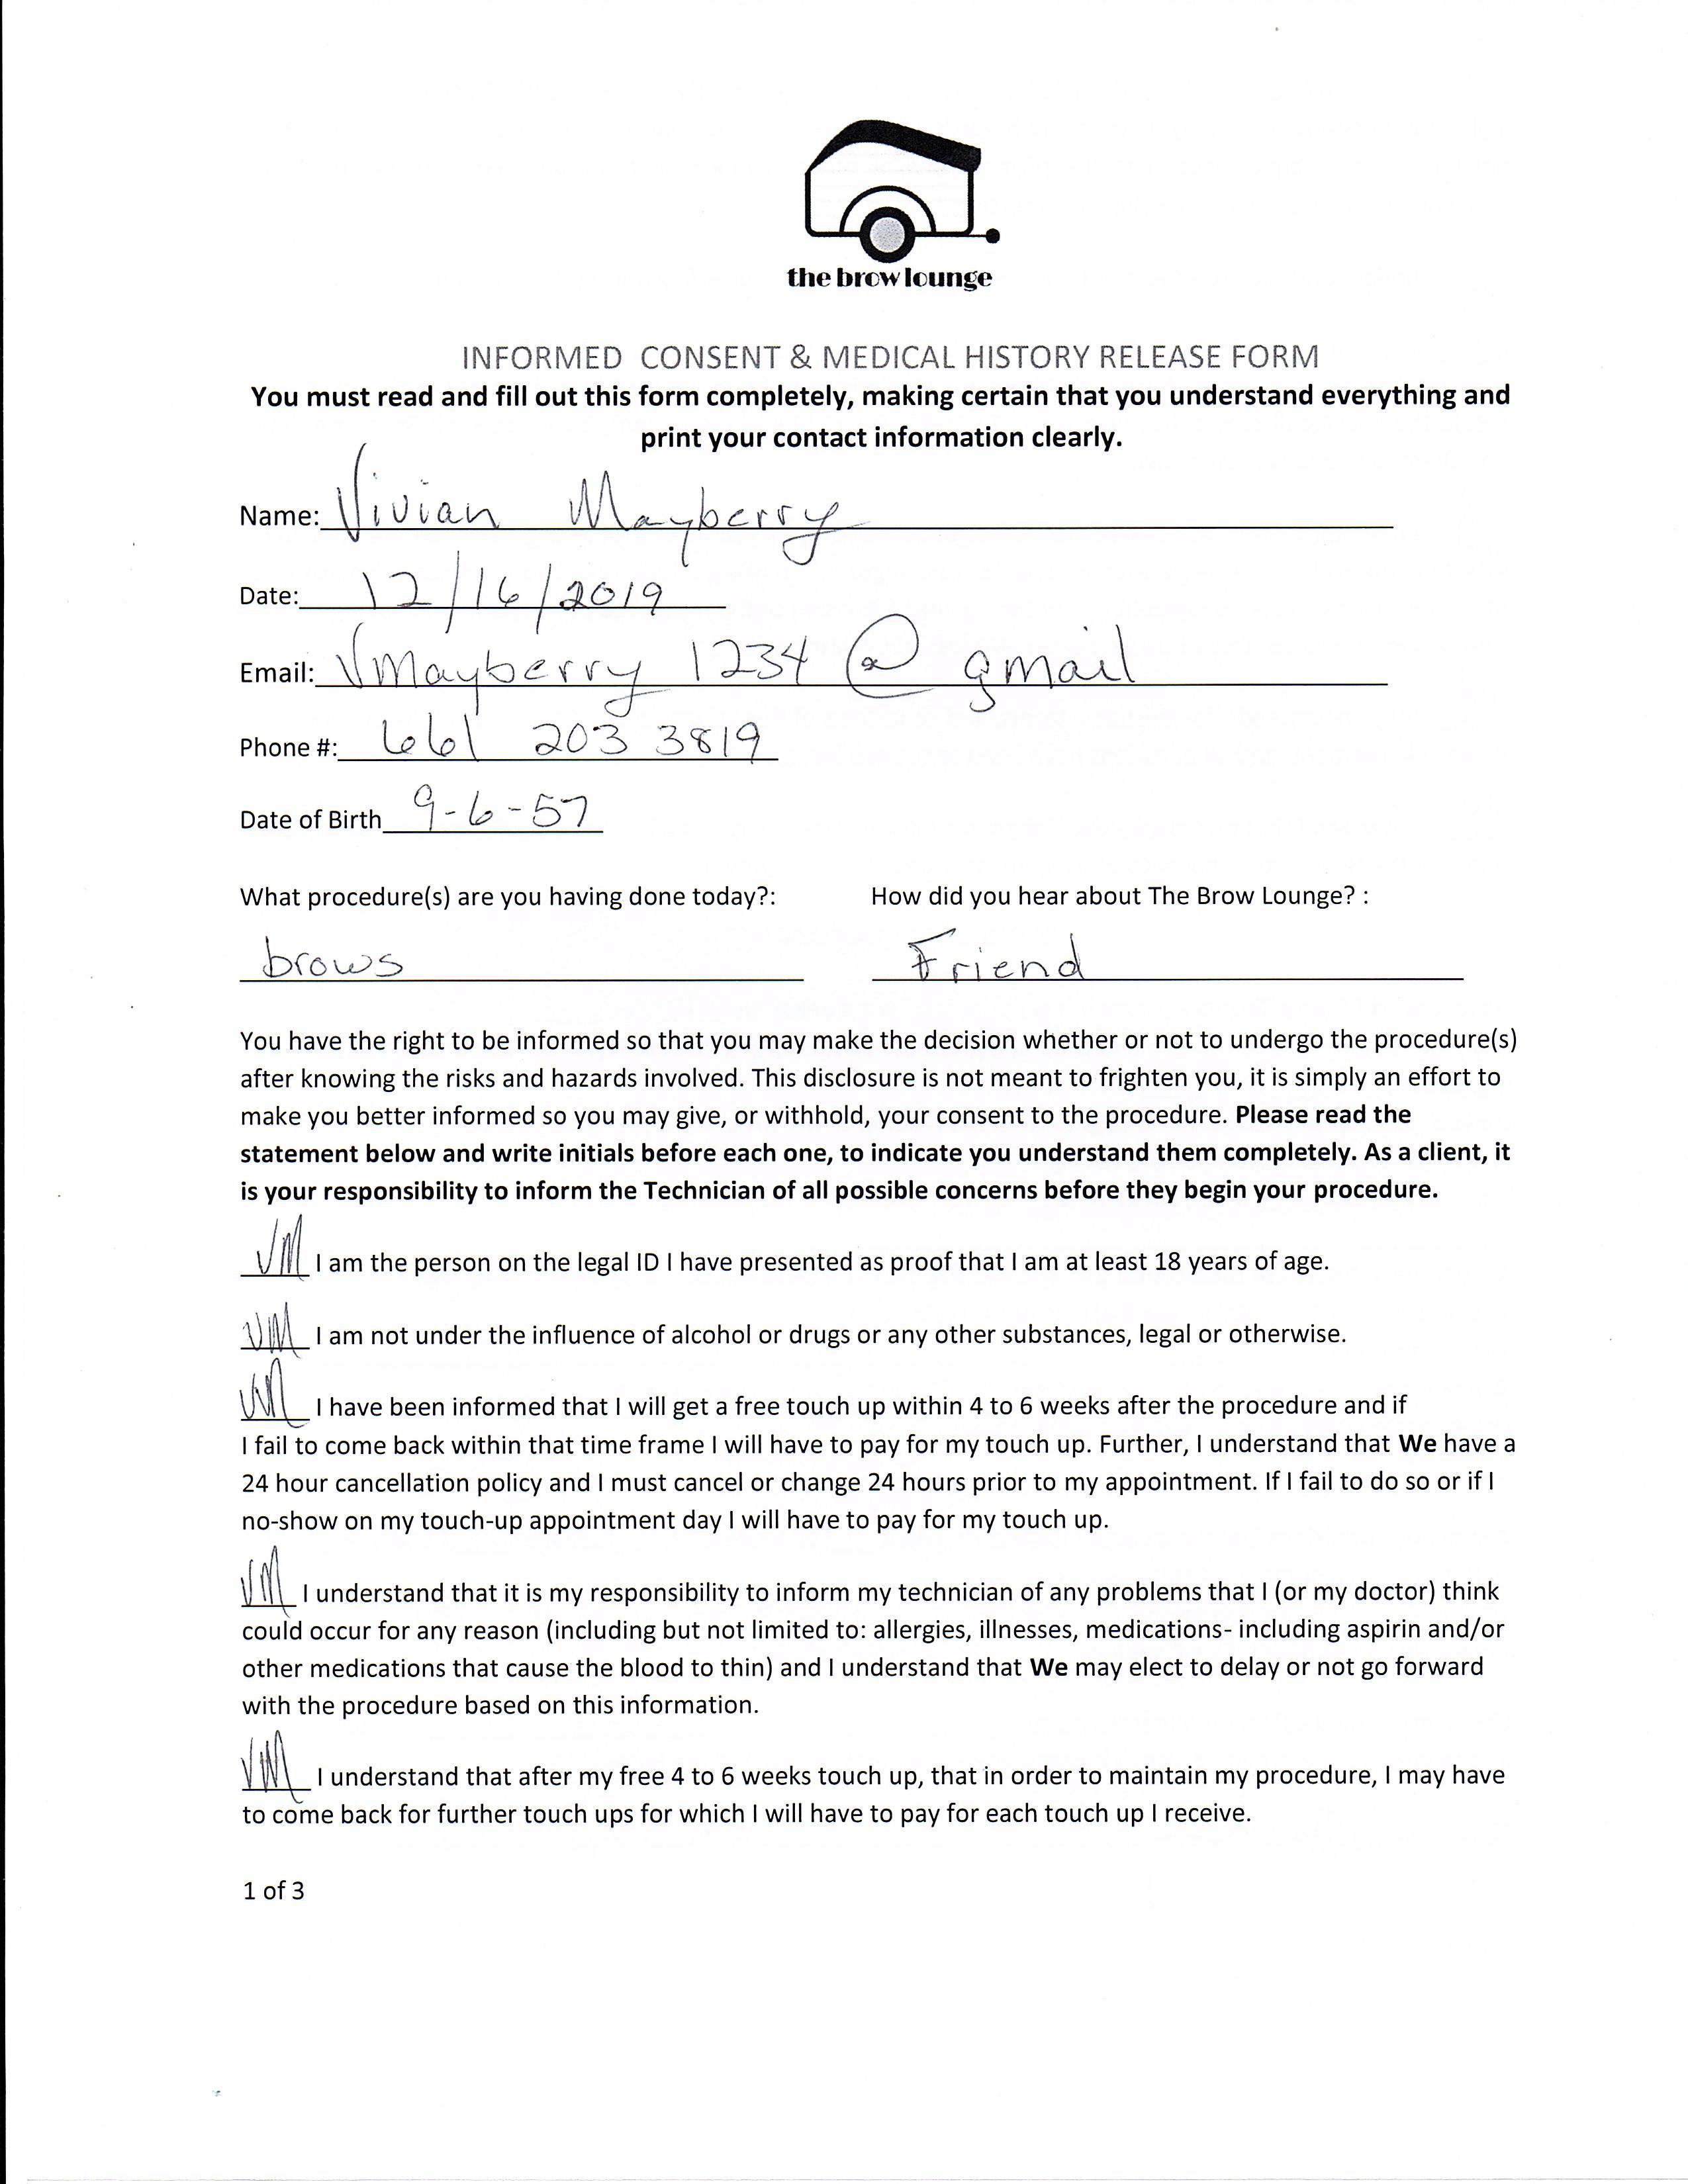 the brow lounge
INFORMED CONSENT & MEDICAL HISTORY RELEASE FORM
You must read and fill out this form completely, making certain that you understand everything and
print your contact information clearly.
Name: Vivian Mayberry
Date: 12/16/2019
Email: Vmayberry 1234 @ gmail
Phone #: 661 203 3819
Date of Birth 9-6-57
What procedure(s) are you having done today?: How did you hear about The Brow Lounge? :
brows Friend
You have the right to be informed so that you may make the decision whether or not to undergo the procedure(s)
after knowing the risks and hazards involved. This disclosure is not meant to frighten you, it is simply an effort to
make you better informed so you may give, or withhold, your consent to the procedure. Please read the
statement below and write initials before each one, to indicate you understand them completely. As a client, it
is your responsibility to inform the Technician of all possible concerns before they begin your procedure.
VM I am the person on the legal ID I have presented as proof that I am at least 18 years of age.
VM I am not under the influence of alcohol or drugs or any other substances, legal or otherwise.
VM I have been informed that I will get a free touch up within 4 to 6 weeks after the procedure and if
I fail to come back within that time frame I will have to pay for my touch up. Further, I understand that We have a
24 hour cancellation policy and I must cancel or change 24 hours prior to my appointment. If I fail to do so or if I
no-show on my touch-up appointment day I will have to pay for my touch up.
VM I understand that it is my responsibility to inform my technician of any problems that I (or my doctor) think
could occur for any reason (including but not limited to: allergies, illnesses, medications- including aspirin and/or
other medications that cause the blood to thin) and I understand that We may elect to delay or not go forward
with the procedure based on this information.
VM I understand that after my free 4 to 6 weeks touch up, that in order to maintain my procedure, I may have
to come back for further touch ups for which I will have to pay for each touch up I receive.
1 of 3